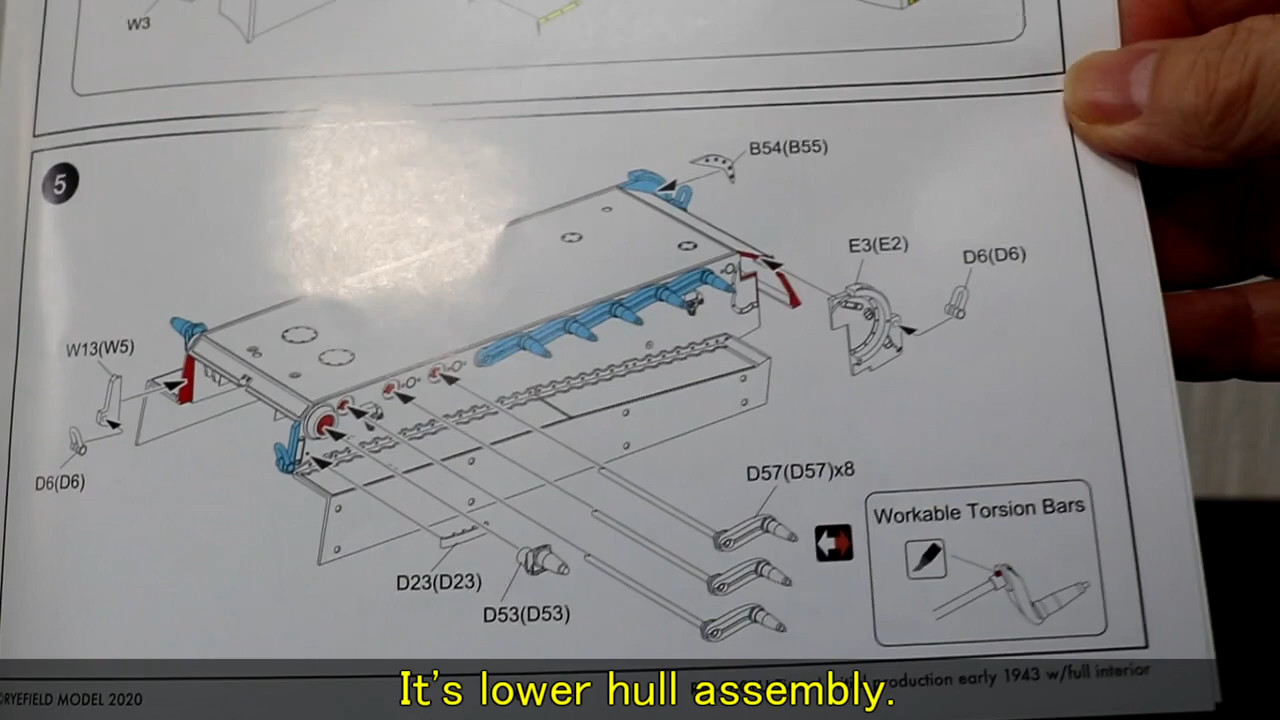 W3
5
B54(B55)
E3(E2)
D6(D6)
W13(W5)
D6(D6)
D57(D57)x8
Workable Torsion Bars
D23(D23)
D53(D53)
RYEFIELD MODEL 2020
production early 1943 w/full interior
It's lower hull assembly.